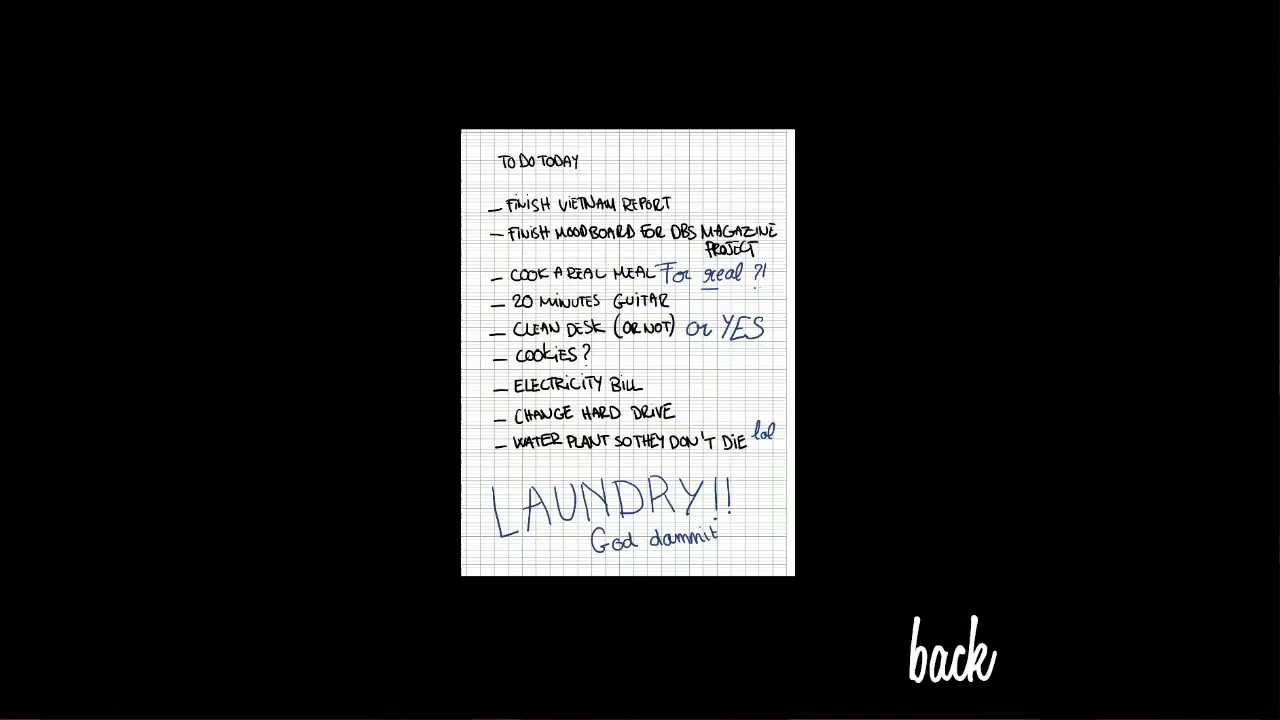 TO DO TODAY
– FINISH VIETNAM REPORT
– FINISH MOODBOARD FOR DBS MAGAZINE
PROJECT
– COOK A REAL MEAL For real ?!
– 20 MINUTES GUITAR
– CLEAN DESK (OR NOT) or YES
– COOKIES?
– ELECTRICITY BILL
– CHANGE HARD DRIVE
– WATER PLANT SO THEY DON'T DIE lol
LAUNDRY!!
God dammit
back